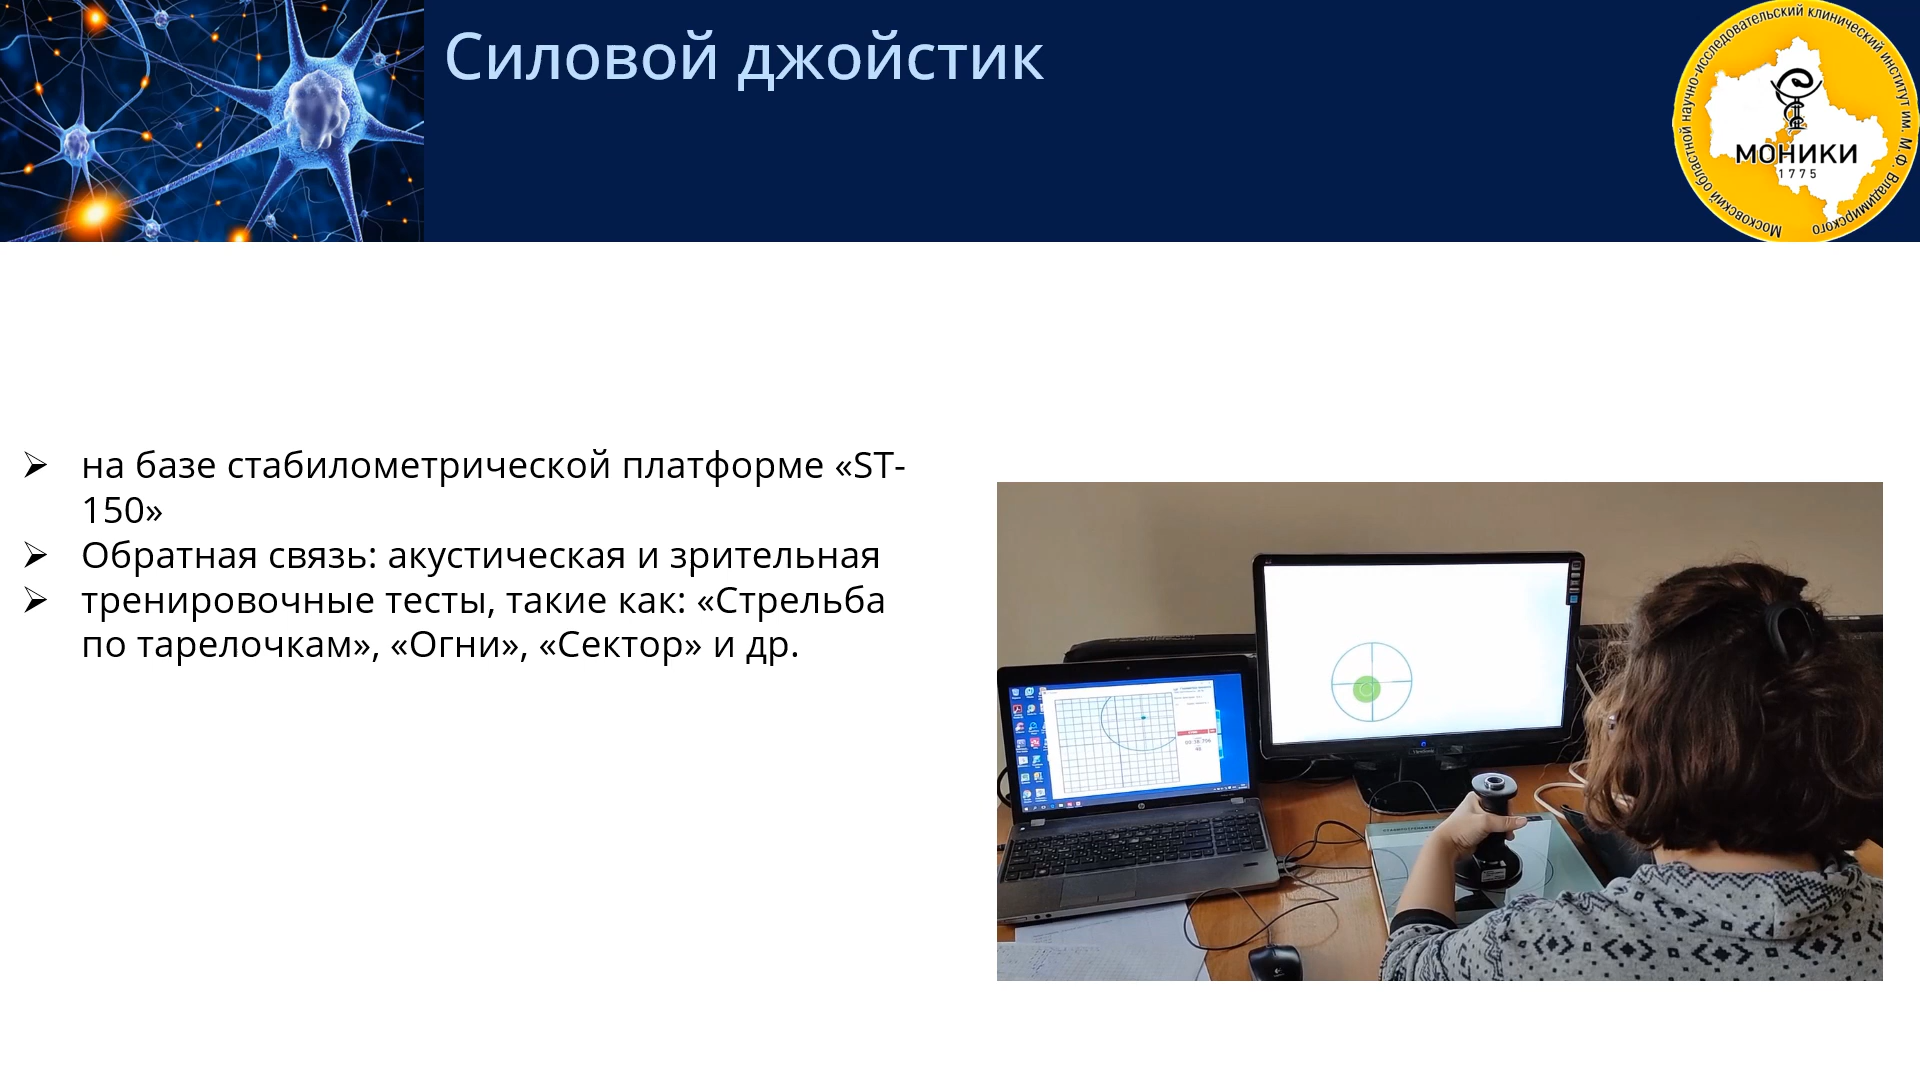 Силовой джойстик
Московский областной научно-исследовательский клинический институт им. М.Ф. Владимирского
МОНИКИ
1775
на базе стабилометрической платформе «ST-
150»
Обратная связь: акустическая и зрительная
тренировочные тесты, такие как: «Стрельба
по тарелочкам», «Огни», «Сектор» и др.